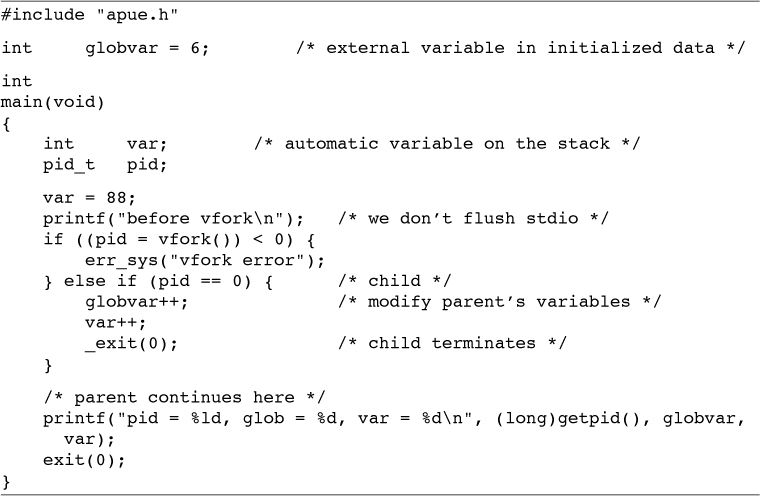 #include "apue.h"
int     globvar = 6;        /* external variable in initialized data */
int
main(void)
{
    int     var;        /* automatic variable on the stack */
    pid_t   pid;
    var = 88;
    printf("before vfork\n");   /* we don’t flush stdio */
    if ((pid = vfork()) < 0) {
        err_sys("vfork error");
    } else if (pid == 0) {      /* child */
        globvar++;              /* modify parent’s variables */
        var++;
        _exit(0);               /* child terminates */
    }
    /* parent continues here */
    printf("pid = %ld, glob = %d, var = %d\n", (long)getpid(), globvar,
      var);
    exit(0);
}